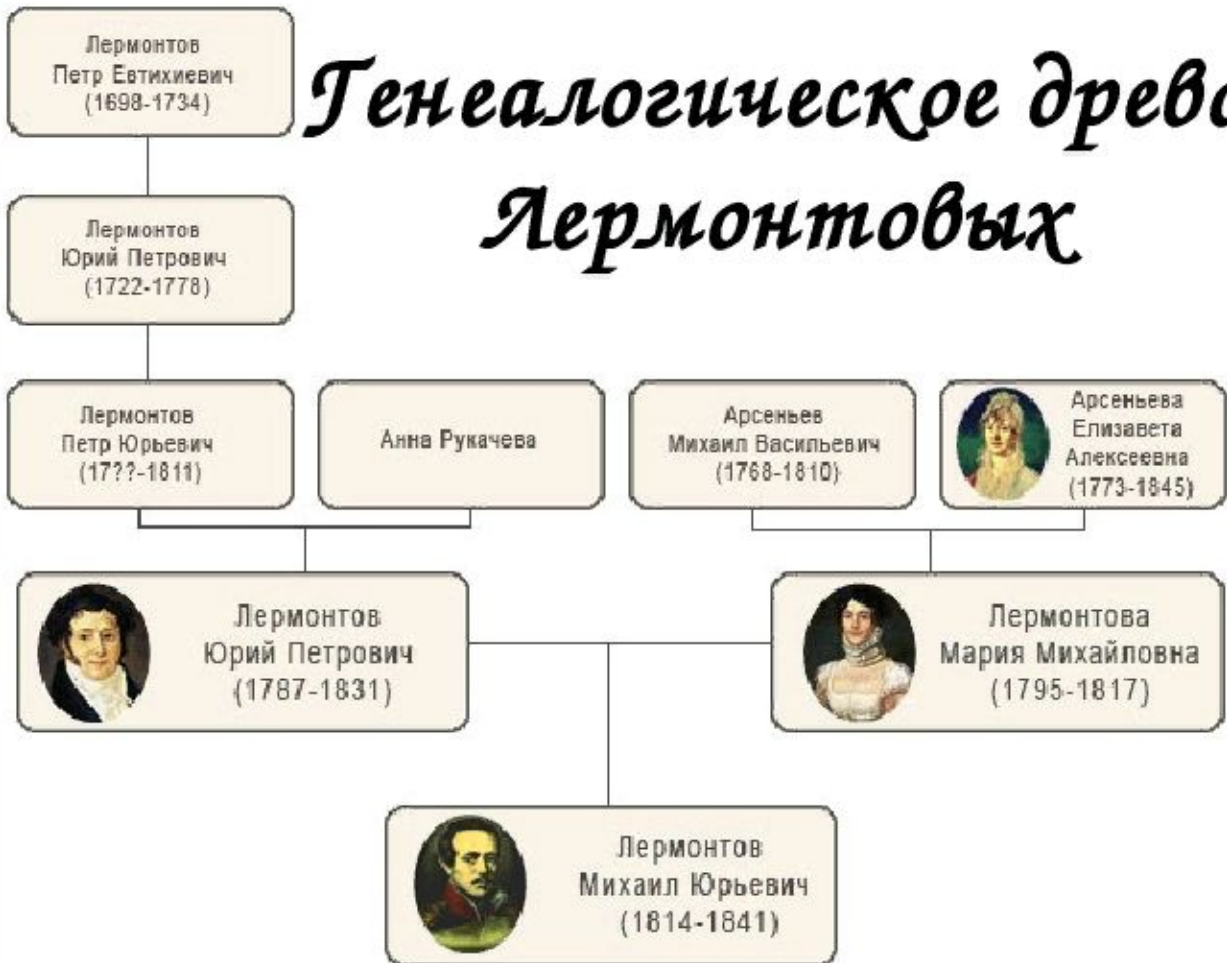 Генеалогическое древо
Лермонтовых
Лермонтов
Петр Евтихиевич
(1698-1734)
Лермонтов
Юрий Петрович
(1722-1778)
Лермонтов
Петр Юрьевич
(17??-1811)
Анна Рукачева
Арсеньев
Михаил Васильевич
(1768-1810)
Арсеньева
Елизавета
Алексеевна
(1773-1845)
Лермонтов
Юрий Петрович
(1787-1831)
Лермонтова
Мария Михайловна
(1795-1817)
Лермонтов
Михаил Юрьевич
(1814-1841)